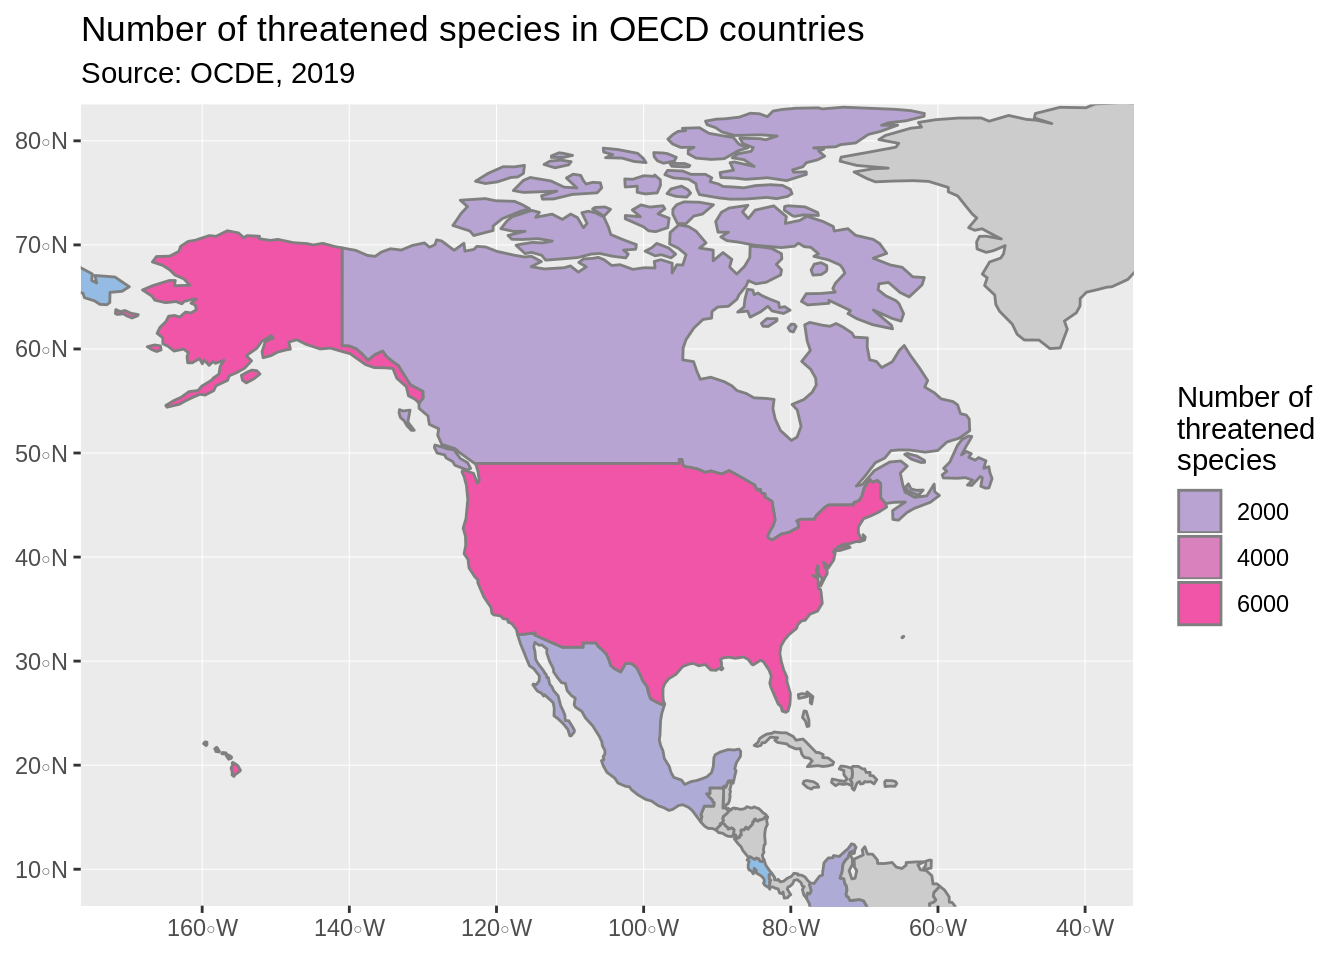 Number of threatened species in OECD countries
Source: OCDE, 2019
80◦N
70◦N
60◦N
50◦N
40◦N
30◦N
20◦N
10◦N
160◦W
140◦W
120◦W
100◦W
80◦W
60◦W
40◦W
Number of
threatened
species
2000
4000
6000